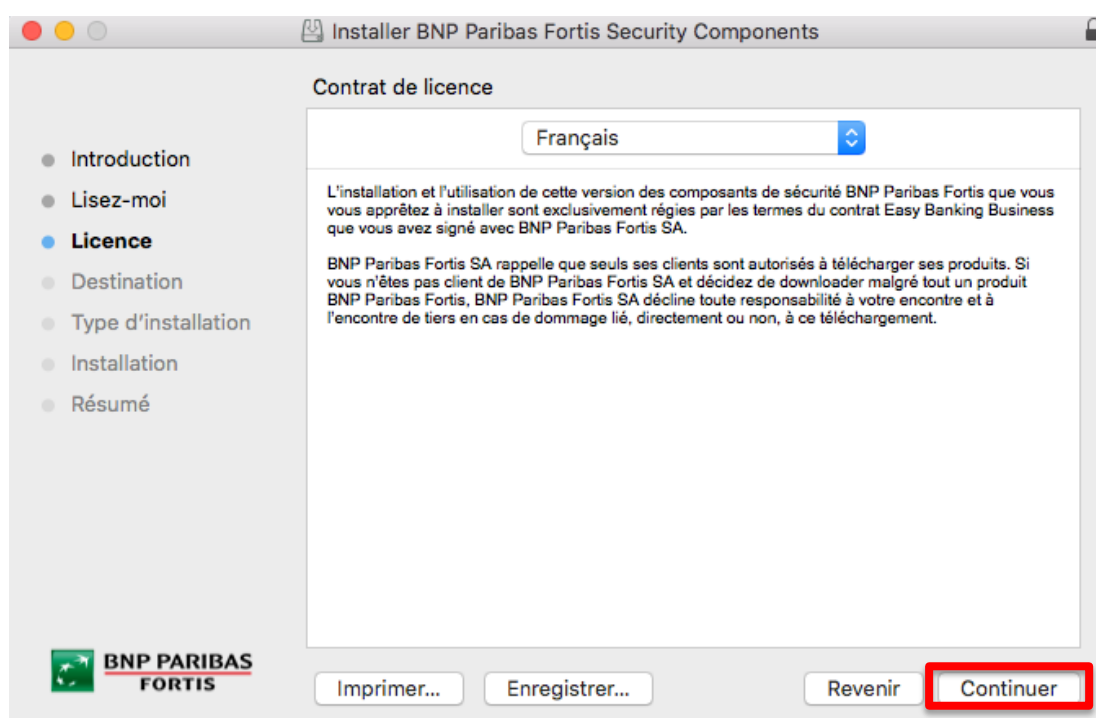 Installer BNP Paribas Fortis Security Components
Contrat de licence
Français
Introduction
Lisez-moi
Licence
Destination
Type d'installation
Installation
Résumé
L'installation et l'utilisation de cette version des composants de sécurité BNP Paribas Fortis que vous
vous apprêtez à installer sont exclusivement régies par les termes du contrat Easy Banking Business
que vous avez signé avec BNP Paribas Fortis SA.
BNP Paribas Fortis SA rappelle que seuls ses clients sont autorisés à télécharger ses produits. Si
vous n'êtes pas client de BNP Paribas Fortis SA et décidez de downloader malgré tout un produit
BNP Paribas Fortis, BNP Paribas Fortis SA décline toute responsabilité à votre encontre et à
l'encontre de tiers en cas de dommage lié, directement ou non, à ce téléchargement.
BNP PARIBAS
FORTIS
Imprimer... Enregistrer... Revenir Continuer